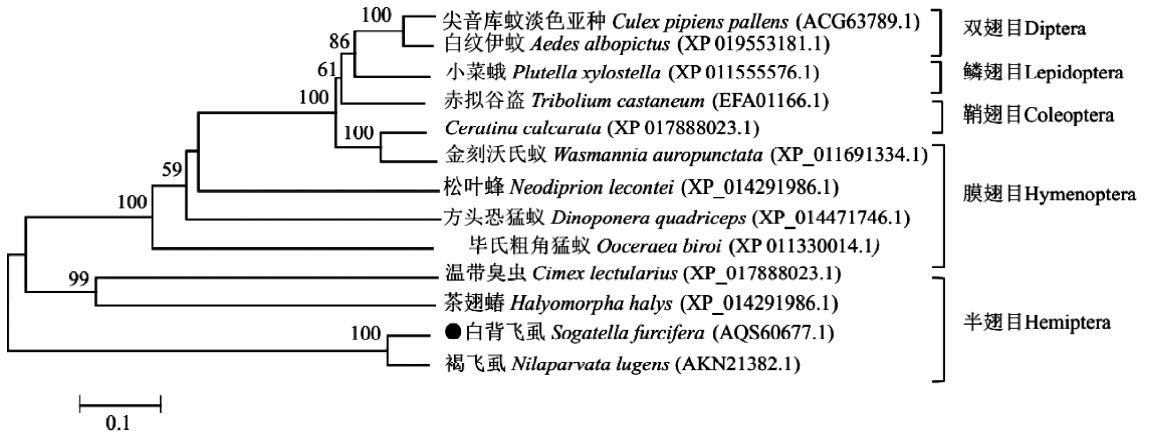 100
尖音库蚊淡色亚种 Culex pipiens pallens (ACG63789.1)
双翅目Diptera
86
白纹伊蚊 Aedes albopictus (XP 019553181.1)
61
小菜蛾 Plutella xylostella (XP 011555576.1)
鳞翅目Lepidoptera
100
赤拟谷盗 Tribolium castaneum (EFA01166.1)
鞘翅目Coleoptera
100
Ceratina calcarata (XP 017888023.1)
金刻沃氏蚁 Wasmannia auropunctata (XP_011691334.1)
59
松叶蜂 Neodiprion lecontei (XP_014291986.1)
膜翅目Hymenoptera
100
方头恐猛蚁 Dinoponera quadriceps (XP_014471746.1)
毕氏粗角猛蚁 Ooceraea biroi (XP 011330014.1)
99
温带臭虫 Cimex lectularius (XP_017888023.1)
茶翅蝽 Halyomorpha halys (XP_014291986.1)
半翅目Hemiptera
100
白背飞虱 Sogatella furcifera (AQS60677.1)
褐飞虱 Nilaparvata lugens (AKN21382.1)
0.1